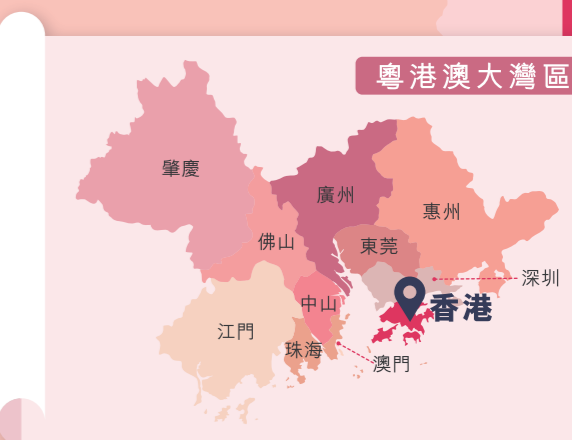 粵港澳大灣區
肇慶
廣州
惠州
佛山
東莞
深圳
中山
香港
江門
珠海
澳門